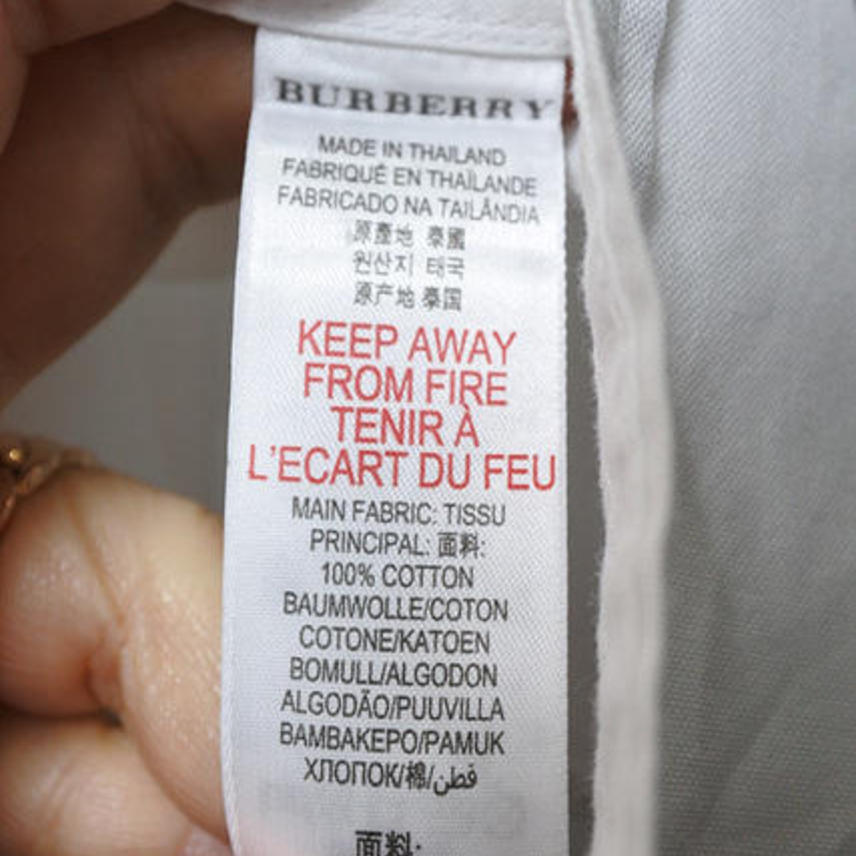 BURBERRY
MADE IN THAILAND
FABRIQUÉ EN THAÏLANDE
FABRICADO NA TAILÂNDIA
原產地 泰國
원산지 태국
原产地 泰国
KEEP AWAY
FROM FIRE
TENIR À
L'ECART DU FEU
MAIN FABRIC: TISSU
PRINCIPAL: 面料:
100% COTTON
BAUMWOLLE/COTON
COTONE/KATOEN
BOMULL/ALGODON
ALGODÃO/PUUVILLA
BAMBAKEPO/PAMUK
ХЛОПОК/棉/قطن
面料: